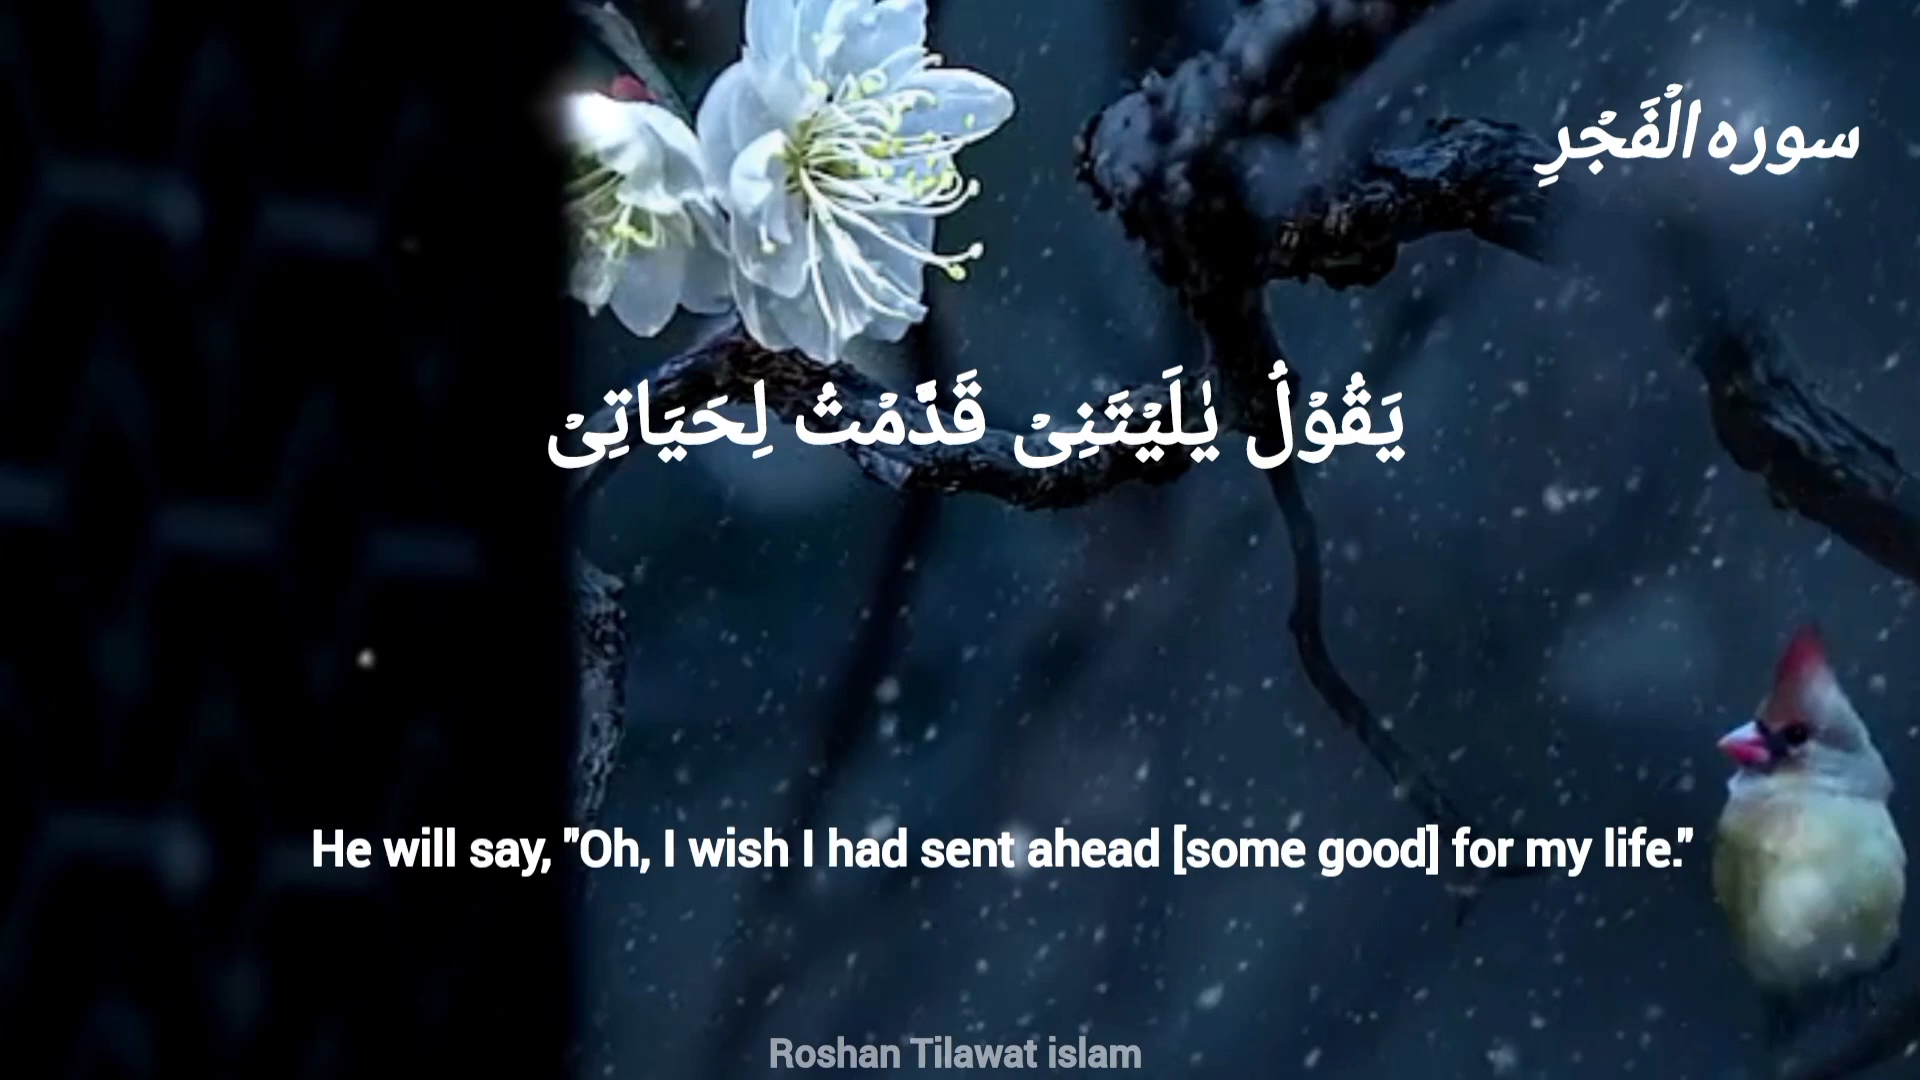 سوره الْفَجْرِ
يَقُوْلُ يٰلَيْتَنِىْ قَدَّمْتُ لِحَيَاتِىْ
He will say, "Oh, I wish I had sent ahead [some good] for my life."
Roshan Tilawat islam